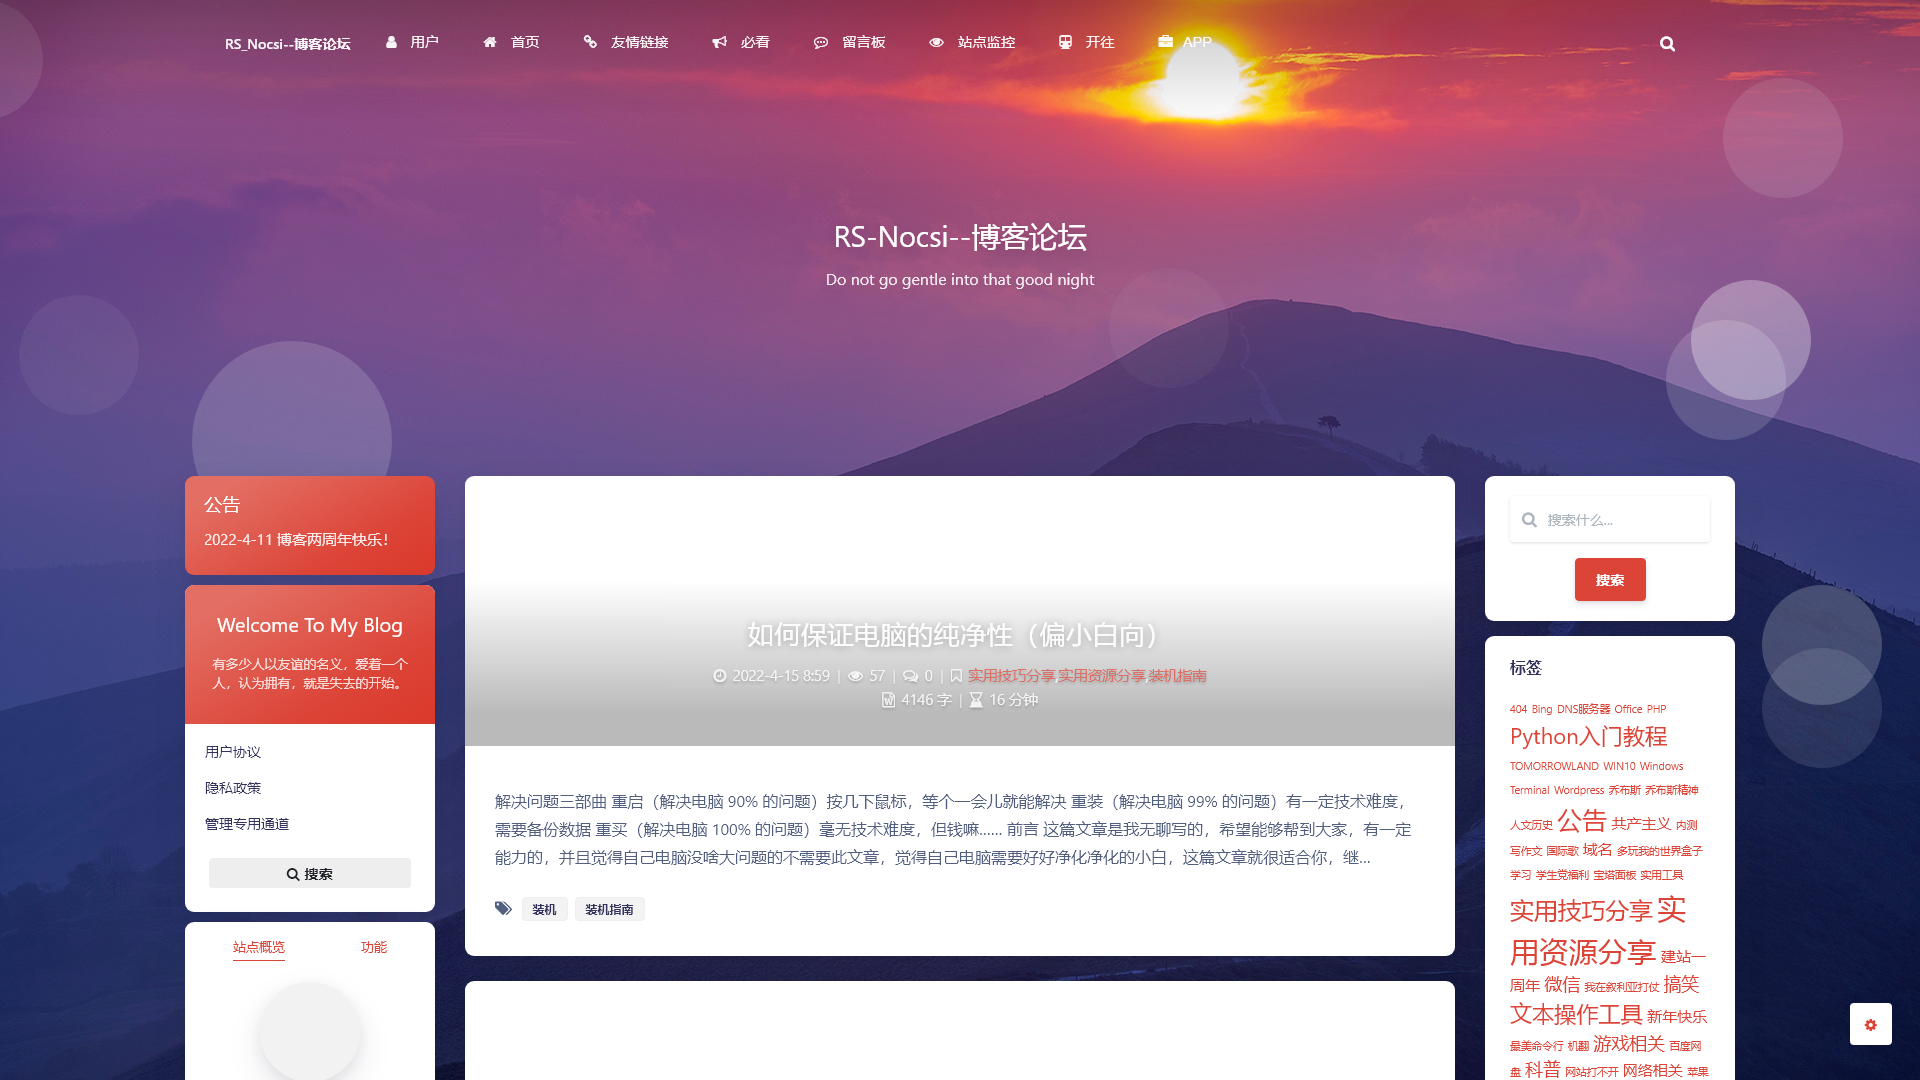 RS_Nocsi--博客论坛 用户 首页 友情链接 必看 留言板 站点监控 开往 APP
RS-Nocsi--博客论坛
Do not go gentle into that good night
公告
2022-4-11 博客两周年快乐！
Welcome To My Blog
有多少人以友谊的名义，爱着一个
人，认为拥有，就是失去的开始。
用户协议
隐私政策
管理专用通道
搜索
站点概览 功能
如何保证电脑的纯净性（偏小白向）
2022-4-15 8:59 | 57 | 0 | 实用技巧分享,实用资源分享,装机指南
4146 字 | 16 分钟
解决问题三部曲 重启（解决电脑 90% 的问题）按几下鼠标，等个一会儿就能解决 重装（解决电脑 99% 的问题）有一定技术难度，
需要备份数据 重买（解决电脑 100% 的问题）毫无技术难度，但钱嘛…… 前言 这篇文章是我无聊写的，希望能够帮到大家，有一定
能力的，并且觉得自己电脑没啥大问题的不需要此文章，觉得自己电脑需要好好净化净化的小白，这篇文章就很适合你，继...
装机 装机指南
搜索什么...
搜索
标签
404 Bing DNS服务器 Office PHP
Python入门教程
TOMORROWLAND WIN10 Windows
Terminal Wordpress 乔布斯 乔布斯精神
人文历史 公告 共产主义 内测
写作文 国际歌 域名 多玩我的世界盒子
学习 学生党福利 宝塔面板 实用工具
实用技巧分享 实
用资源分享 建站一
周年 微信 我在叙利亚打仗 搞笑
文本操作工具 新年快乐
最美命令行 机翻 游戏相关 百度网
盘 科普 网站打不开 网络相关 苹果